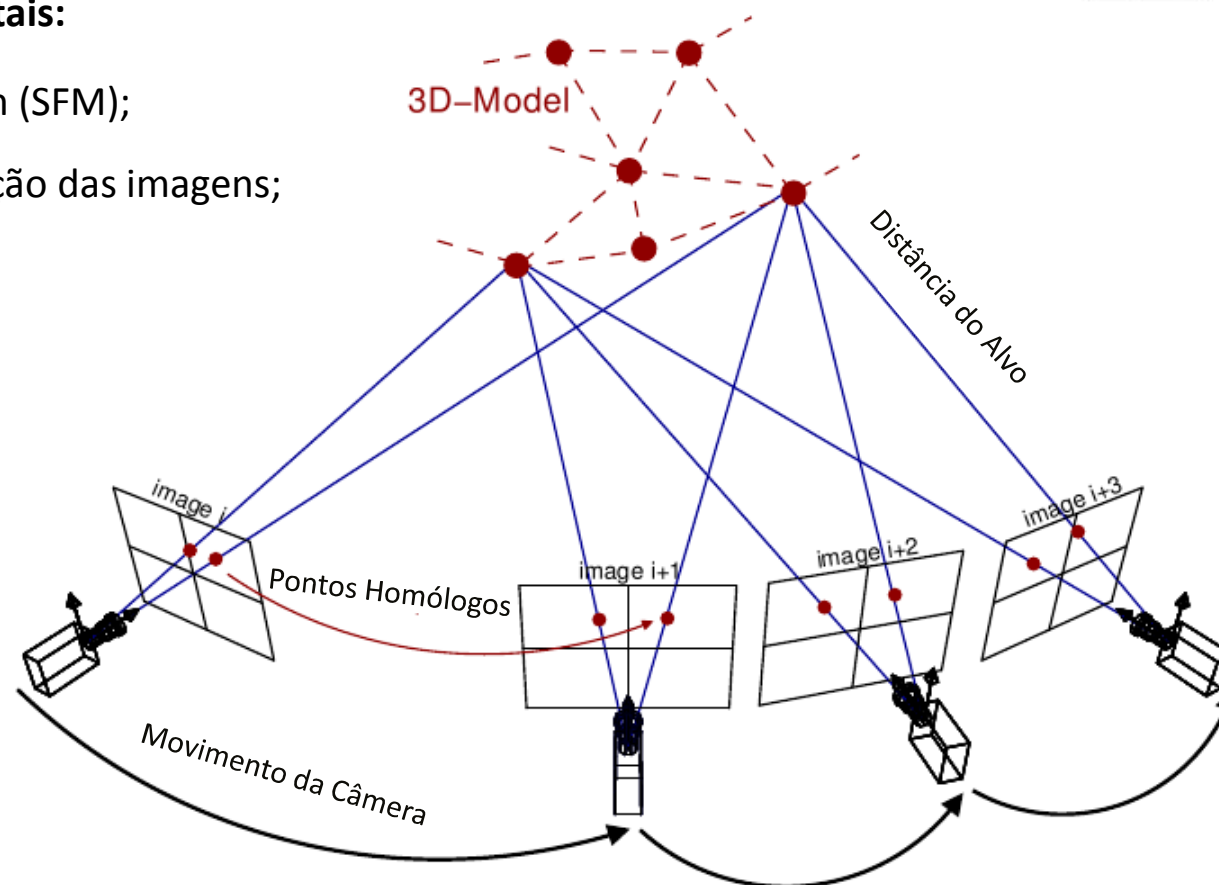 tais:
(SFM);
das imagens;
3D-Model
Distância do Alvo
image i
image i+1
image i+2
image i+3
Pontos Homólogos
Movimento da Câmera